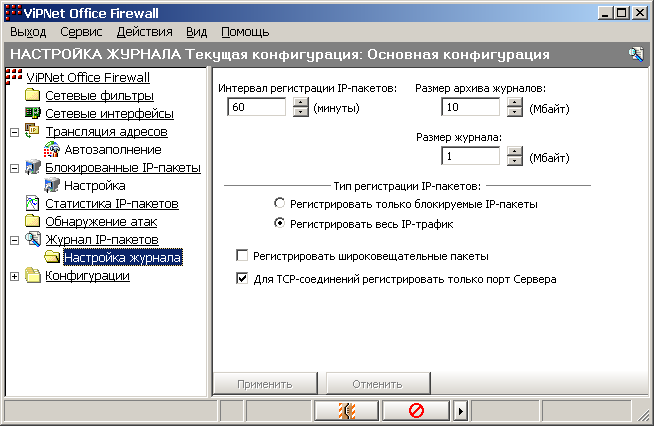 ViPNet Office Firewall
Выход Сервис Действия Вид Помощь
НАСТРОЙКА ЖУРНАЛА Текущая конфигурация: Основная конфигурация
ViPNet Office Firewall
Сетевые фильтры
Сетевые интерфейсы
Трансляция адресов
Автозаполнение
Блокированные IP-пакеты
Настройка
Статистика IP-пакетов
Обнаружение атак
Журнал IP-пакетов
Настройка журнала
Конфигурации
Интервал регистрации IP-пакетов: Размер архива журналов:
60 (минуты) 10 (Мбайт)
Размер журнала:
1 (Мбайт)
Тип регистрации IP-пакетов:
Регистрировать только блокируемые IP-пакеты
Регистрировать весь IP-трафик
Регистрировать широковещательные пакеты
Для TCP-соединений регистрировать только порт Сервера
Применить Отменить